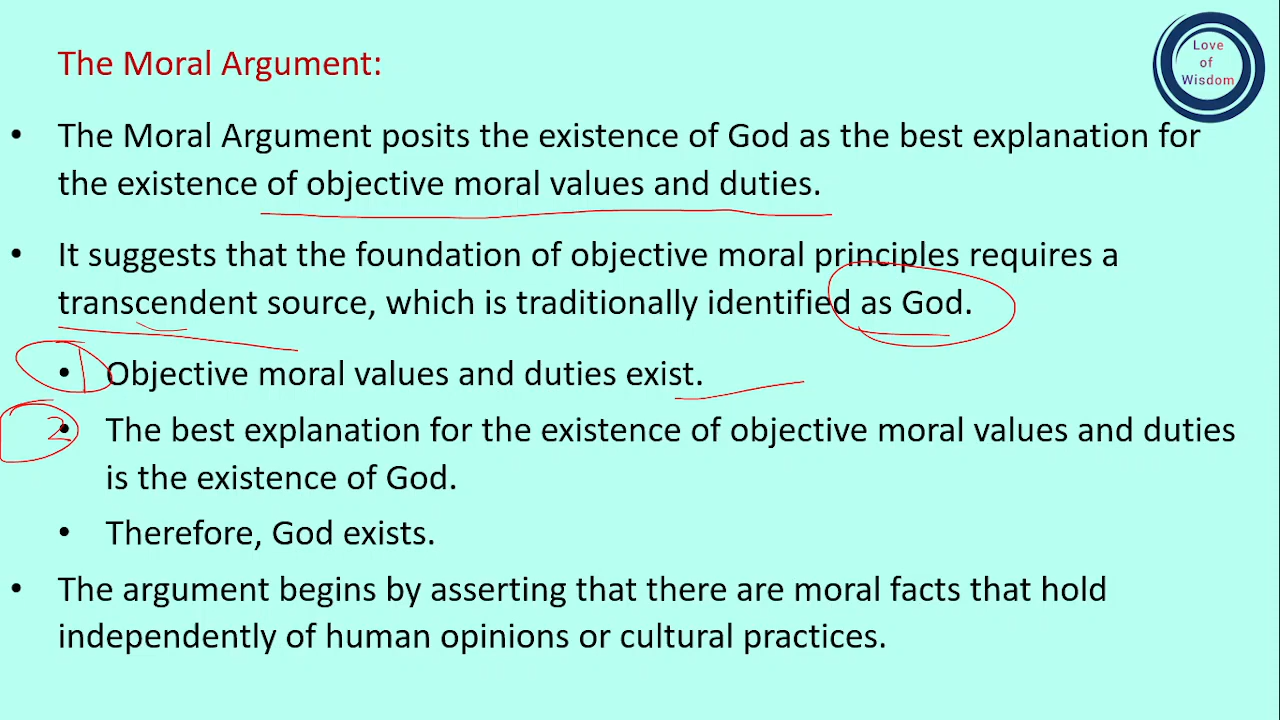 Love
of
Wisdom
The Moral Argument:
• The Moral Argument posits the existence of God as the best explanation for
the existence of objective moral values and duties.
• It suggests that the foundation of objective moral principles requires a
transcendent source, which is traditionally identified as God.
1 • Objective moral values and duties exist.
2 • The best explanation for the existence of objective moral values and duties
is the existence of God.
• Therefore, God exists.
• The argument begins by asserting that there are moral facts that hold
independently of human opinions or cultural practices.